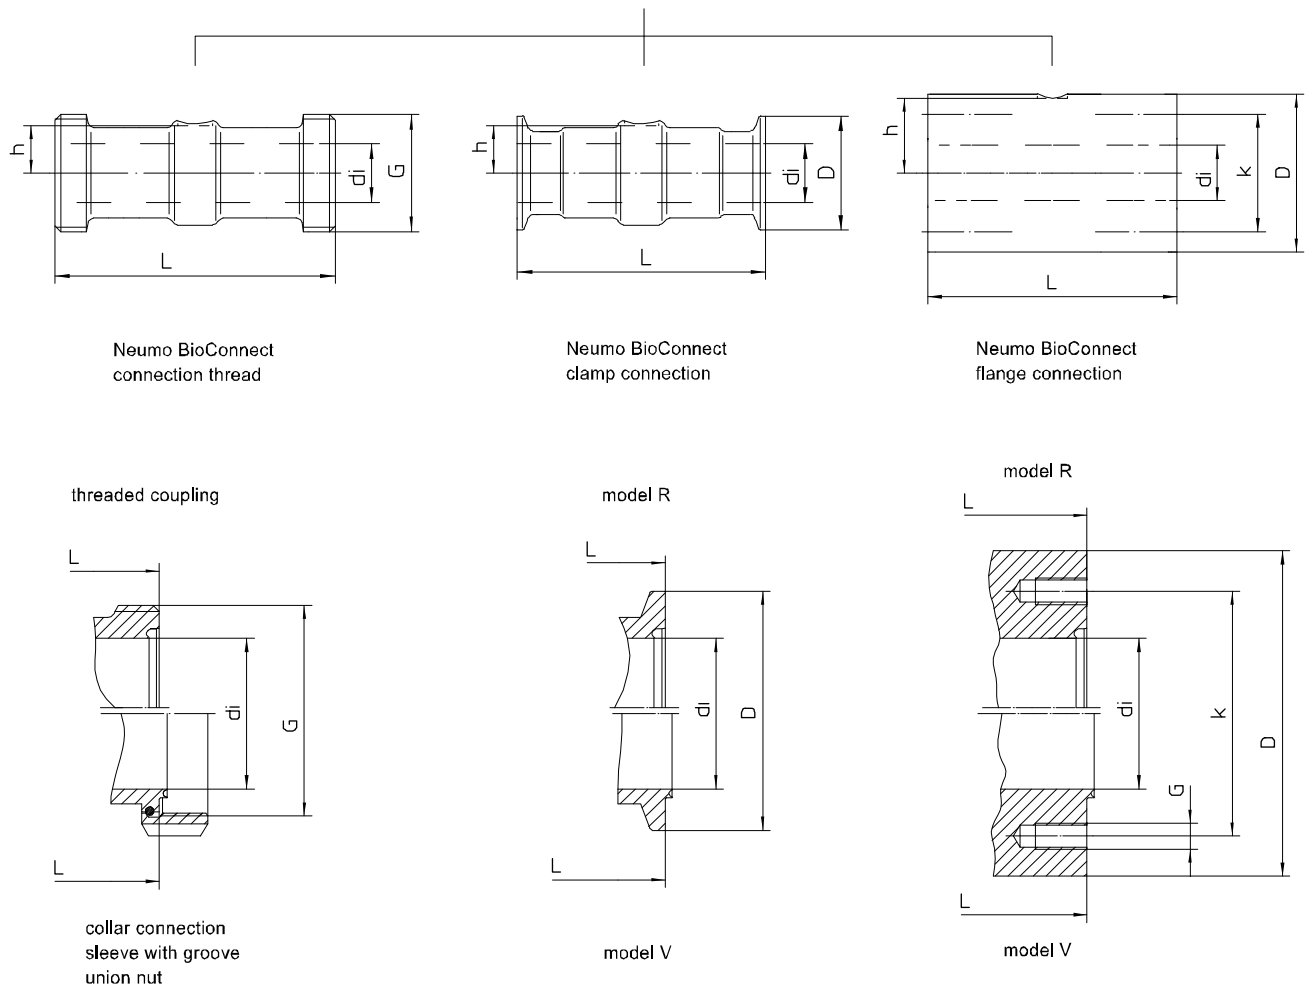 h
di
G
L
Neumo BioConnect
connection thread
h
di
D
L
Neumo BioConnect
clamp connection
h
di
k
D
L
Neumo BioConnect
flange connection
threaded coupling
L
di
G
L
collar connection
sleeve with groove
union nut
model R
L
di
D
L
model V
model R
L
di
k
D
G
L
model V